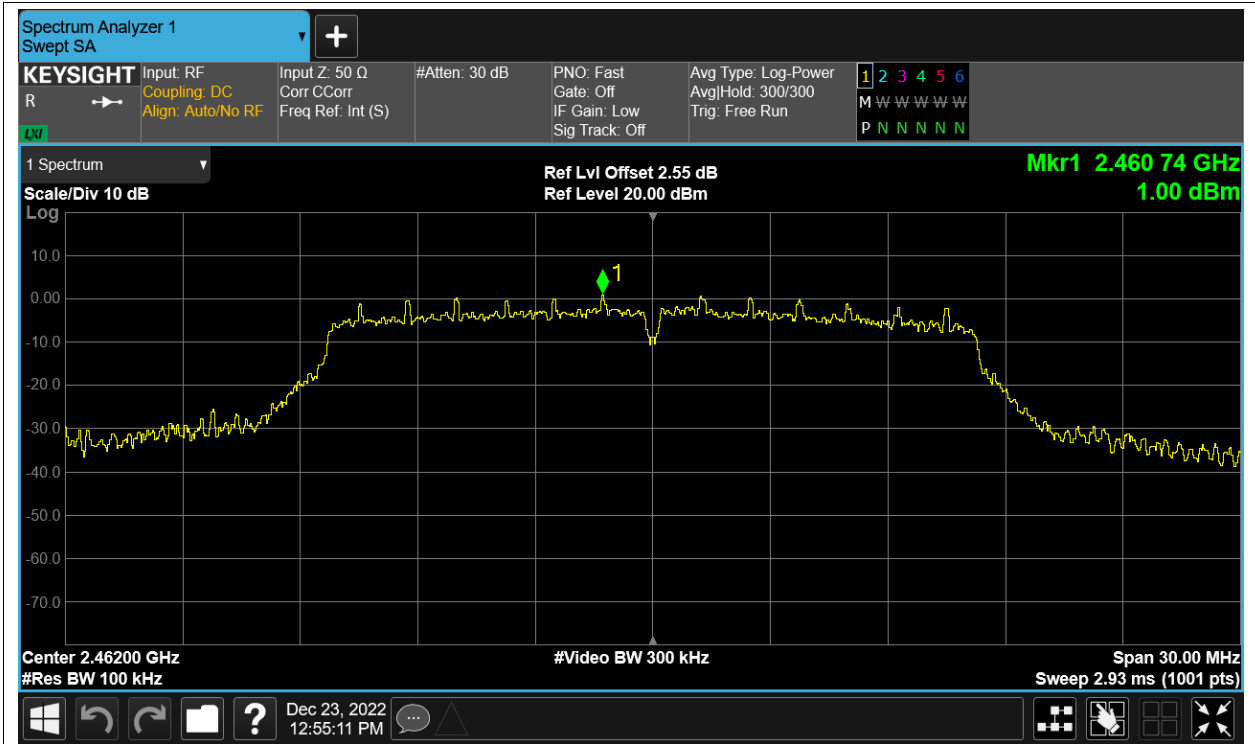 Spectrum Analyzer 1
Swept SA
▼
+
KEYSIGHT
R
LXI
Input: RF
Coupling: DC
Align: Auto/No RF
Input Z: 50 Ω
Corr CCorr
Freq Ref: Int (S)
#Atten: 30 dB
PNO: Fast
Gate: Off
IF Gain: Low
Sig Track: Off
Avg Type: Log-Power
Avg|Hold: 300/300
Trig: Free Run
1 2 3 4 5 6
M W W W W W
P N N N N N
1 Spectrum ▼
Scale/Div 10 dB
Ref Lvl Offset 2.55 dB
Ref Level 20.00 dBm
Mkr1 2.460 74 GHz
1.00 dBm
Log
10.0
0.00
-10.0
-20.0
-30.0
-40.0
-50.0
-60.0
-70.0
1
Center 2.46200 GHz
#Res BW 100 kHz
#Video BW 300 kHz
Span 30.00 MHz
Sweep 2.93 ms (1001 pts)
?
Dec 23, 2022
12:55:11 PM